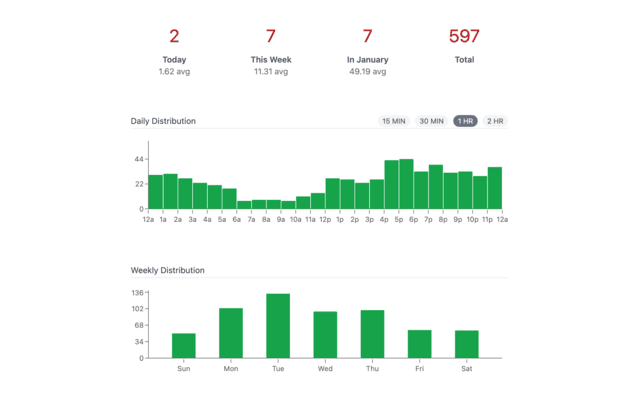 2 7 7 597
Today This Week In January Total
1.62 avg 11.31 avg 49.19 avg
Daily Distribution 15 MIN 30 MIN 1 HR 2 HR
44
22
0
12a 1a 2a 3a 4a 5a 6a 7a 8a 9a 10a 11a 12p 1p 2p 3p 4p 5p 6p 7p 8p 9p 10p 11p 12a
Weekly Distribution
136
102
68
34
0
Sun Mon Tue Wed Thu Fri Sat